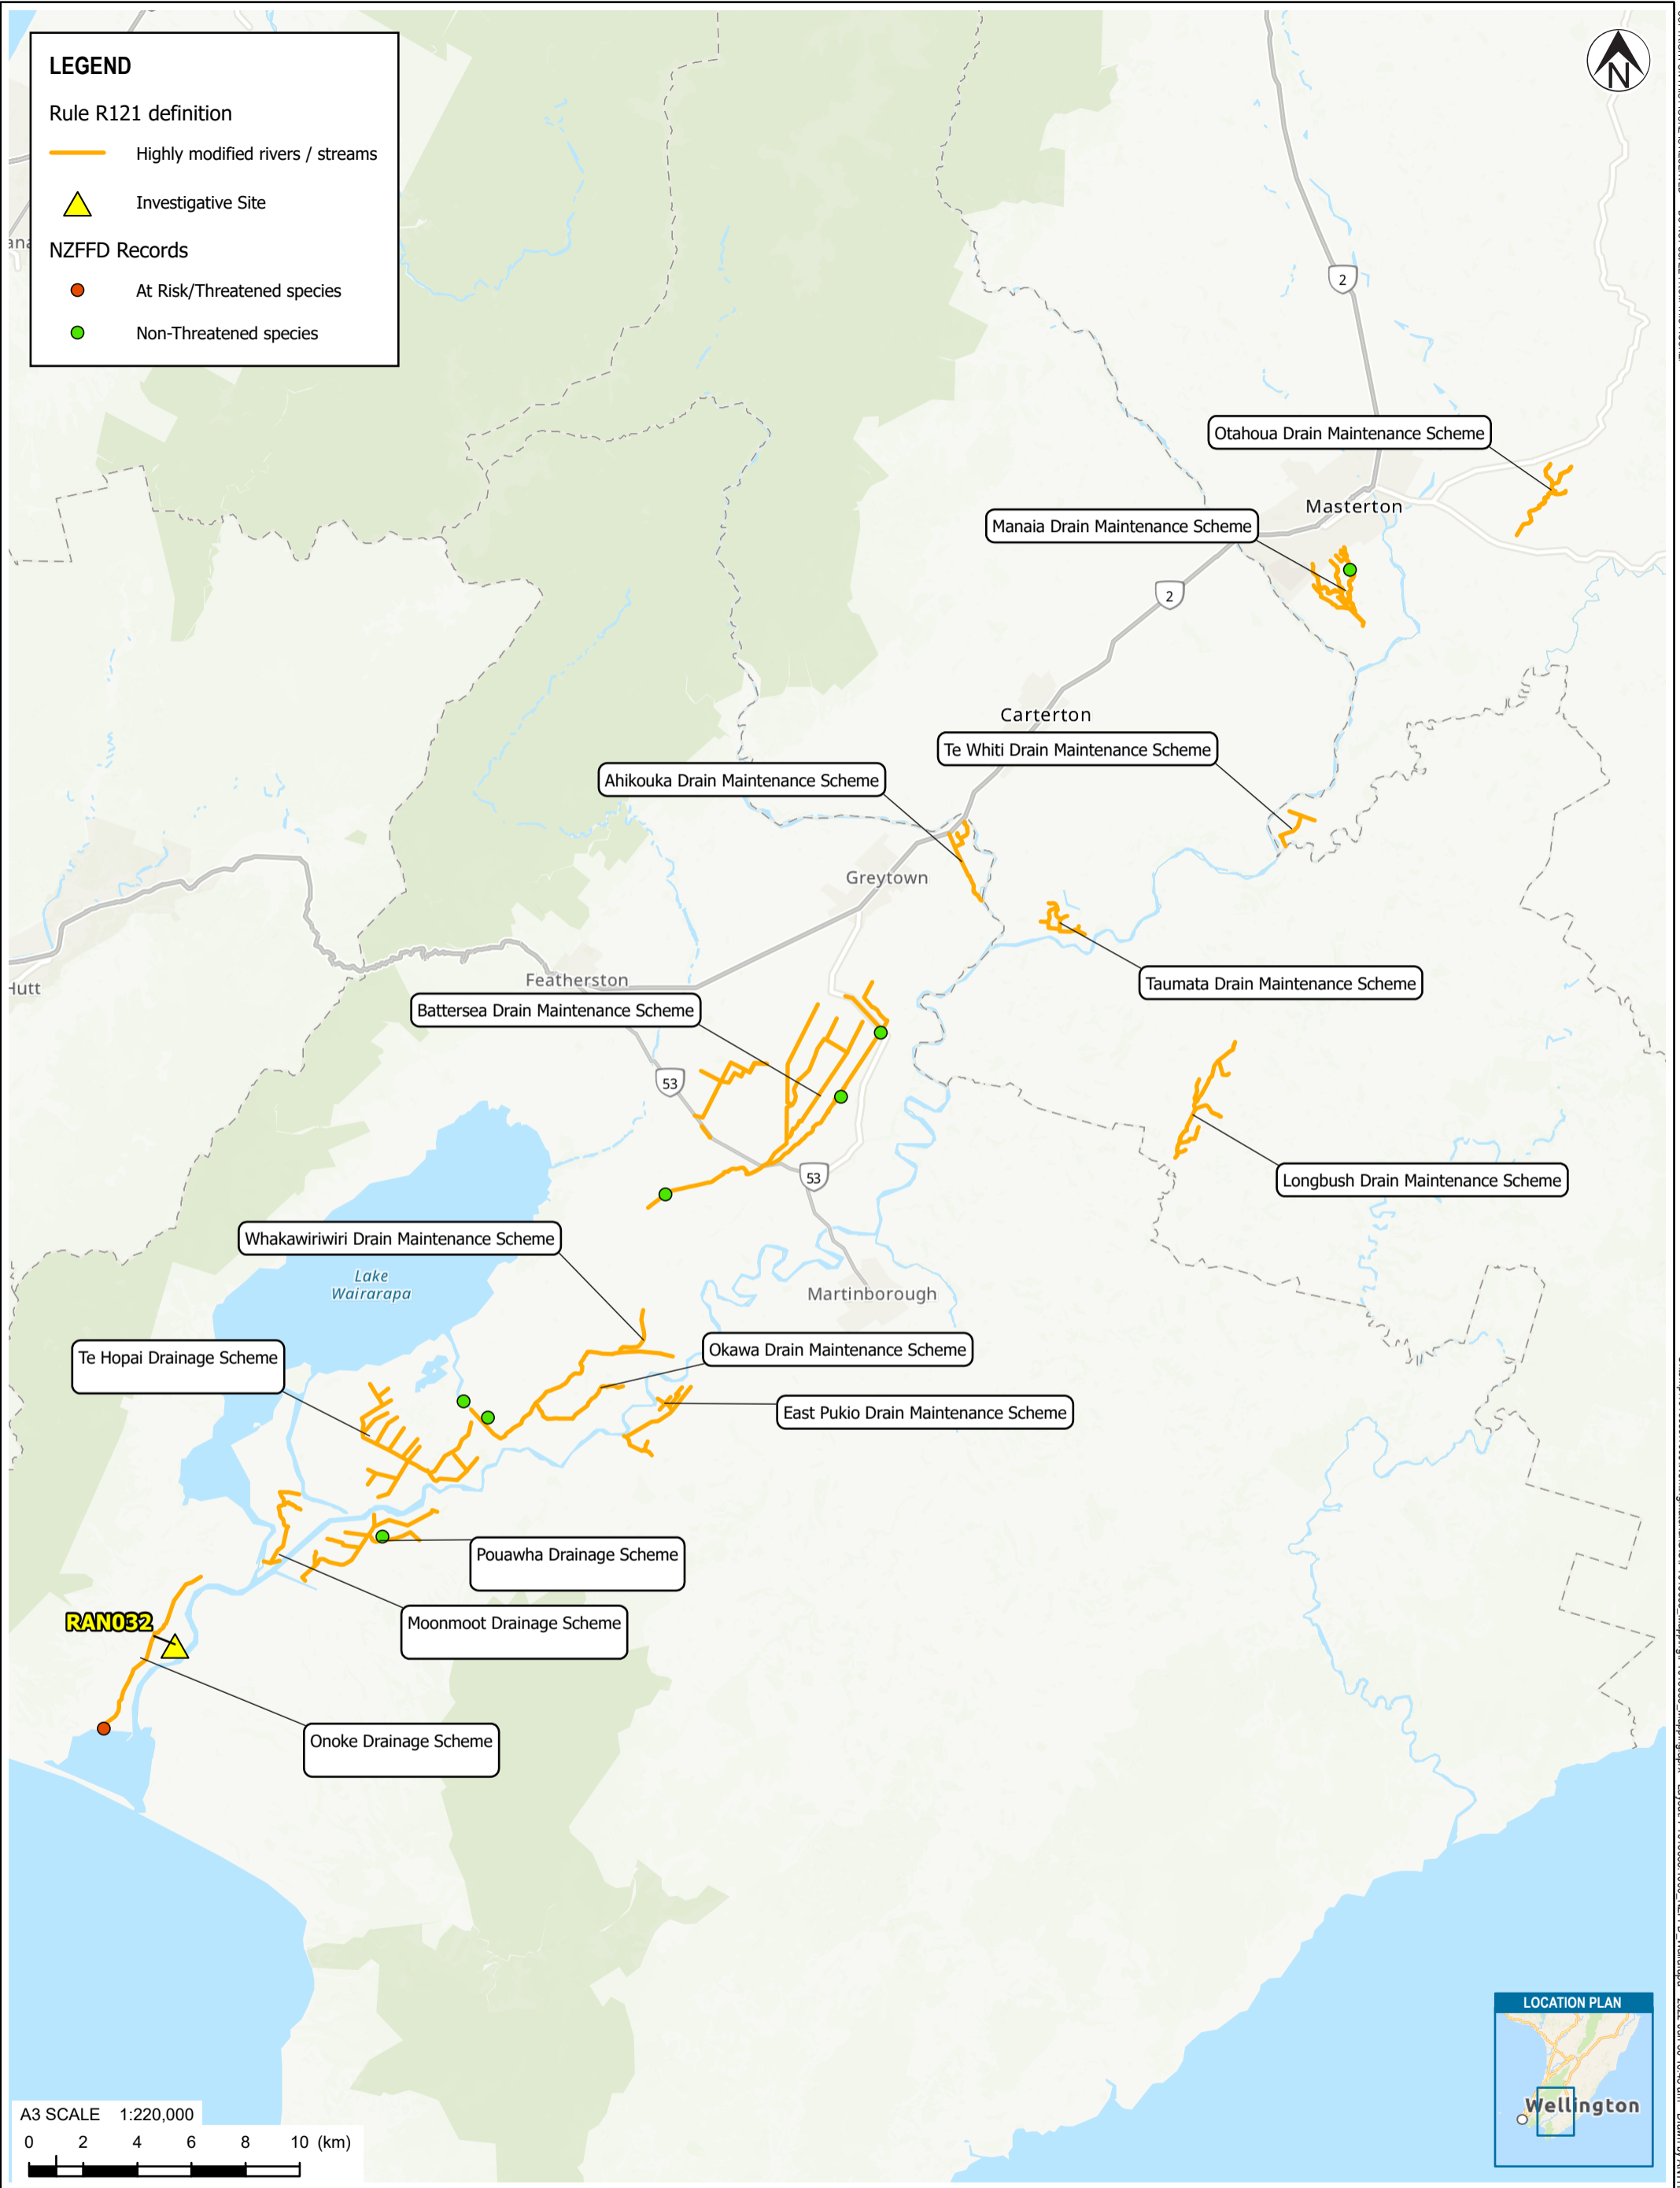 LEGEND
Rule R121 definition
Highly modified rivers / streams
Investigative Site
NZFFD Records
At Risk/Threatened species
Non-Threatened species
N
2
Otahoua Drain Maintenance Scheme
Masterton
Manaia Drain Maintenance Scheme
2
Carterton
Te Whiti Drain Maintenance Scheme
Ahikouka Drain Maintenance Scheme
Greytown
Hutt
Featherston
Taumata Drain Maintenance Scheme
Battersea Drain Maintenance Scheme
53
53
Longbush Drain Maintenance Scheme
Whakawiriwiri Drain Maintenance Scheme
Lake
Wairarapa
Martinborough
Te Hopai Drainage Scheme
Okawa Drain Maintenance Scheme
East Pukio Drain Maintenance Scheme
Pouawha Drainage Scheme
RAN032
Moonmoot Drainage Scheme
Onoke Drainage Scheme
LOCATION PLAN
Wellington
A3 SCALE 1:220,000
0 2 4 6 8 10 (km)